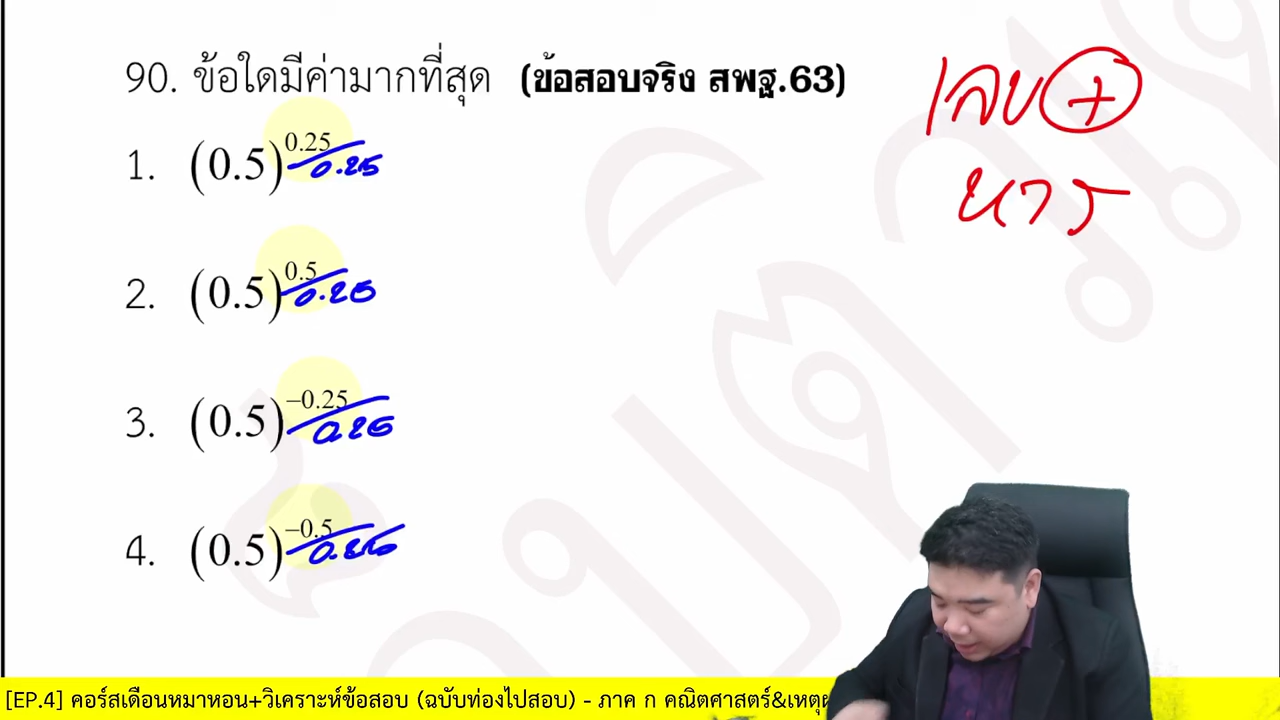 90. ข้อใดมีค่ามากที่สุด (ข้อสอบจริง สพฐ.63)
เลข +
หาร
1. (0.5)^0.25 0.25
2. (0.5)^0.5 0.25
3. (0.5)^−0.25 0.25
4. (0.5)^−0.5 0.25
[EP.4] คอร์สเดือนหมาหอน+วิเคราะห์ข้อสอบ (ฉบับท่องไปสอบ) - ภาค ก คณิตศาสตร์&เหตุ